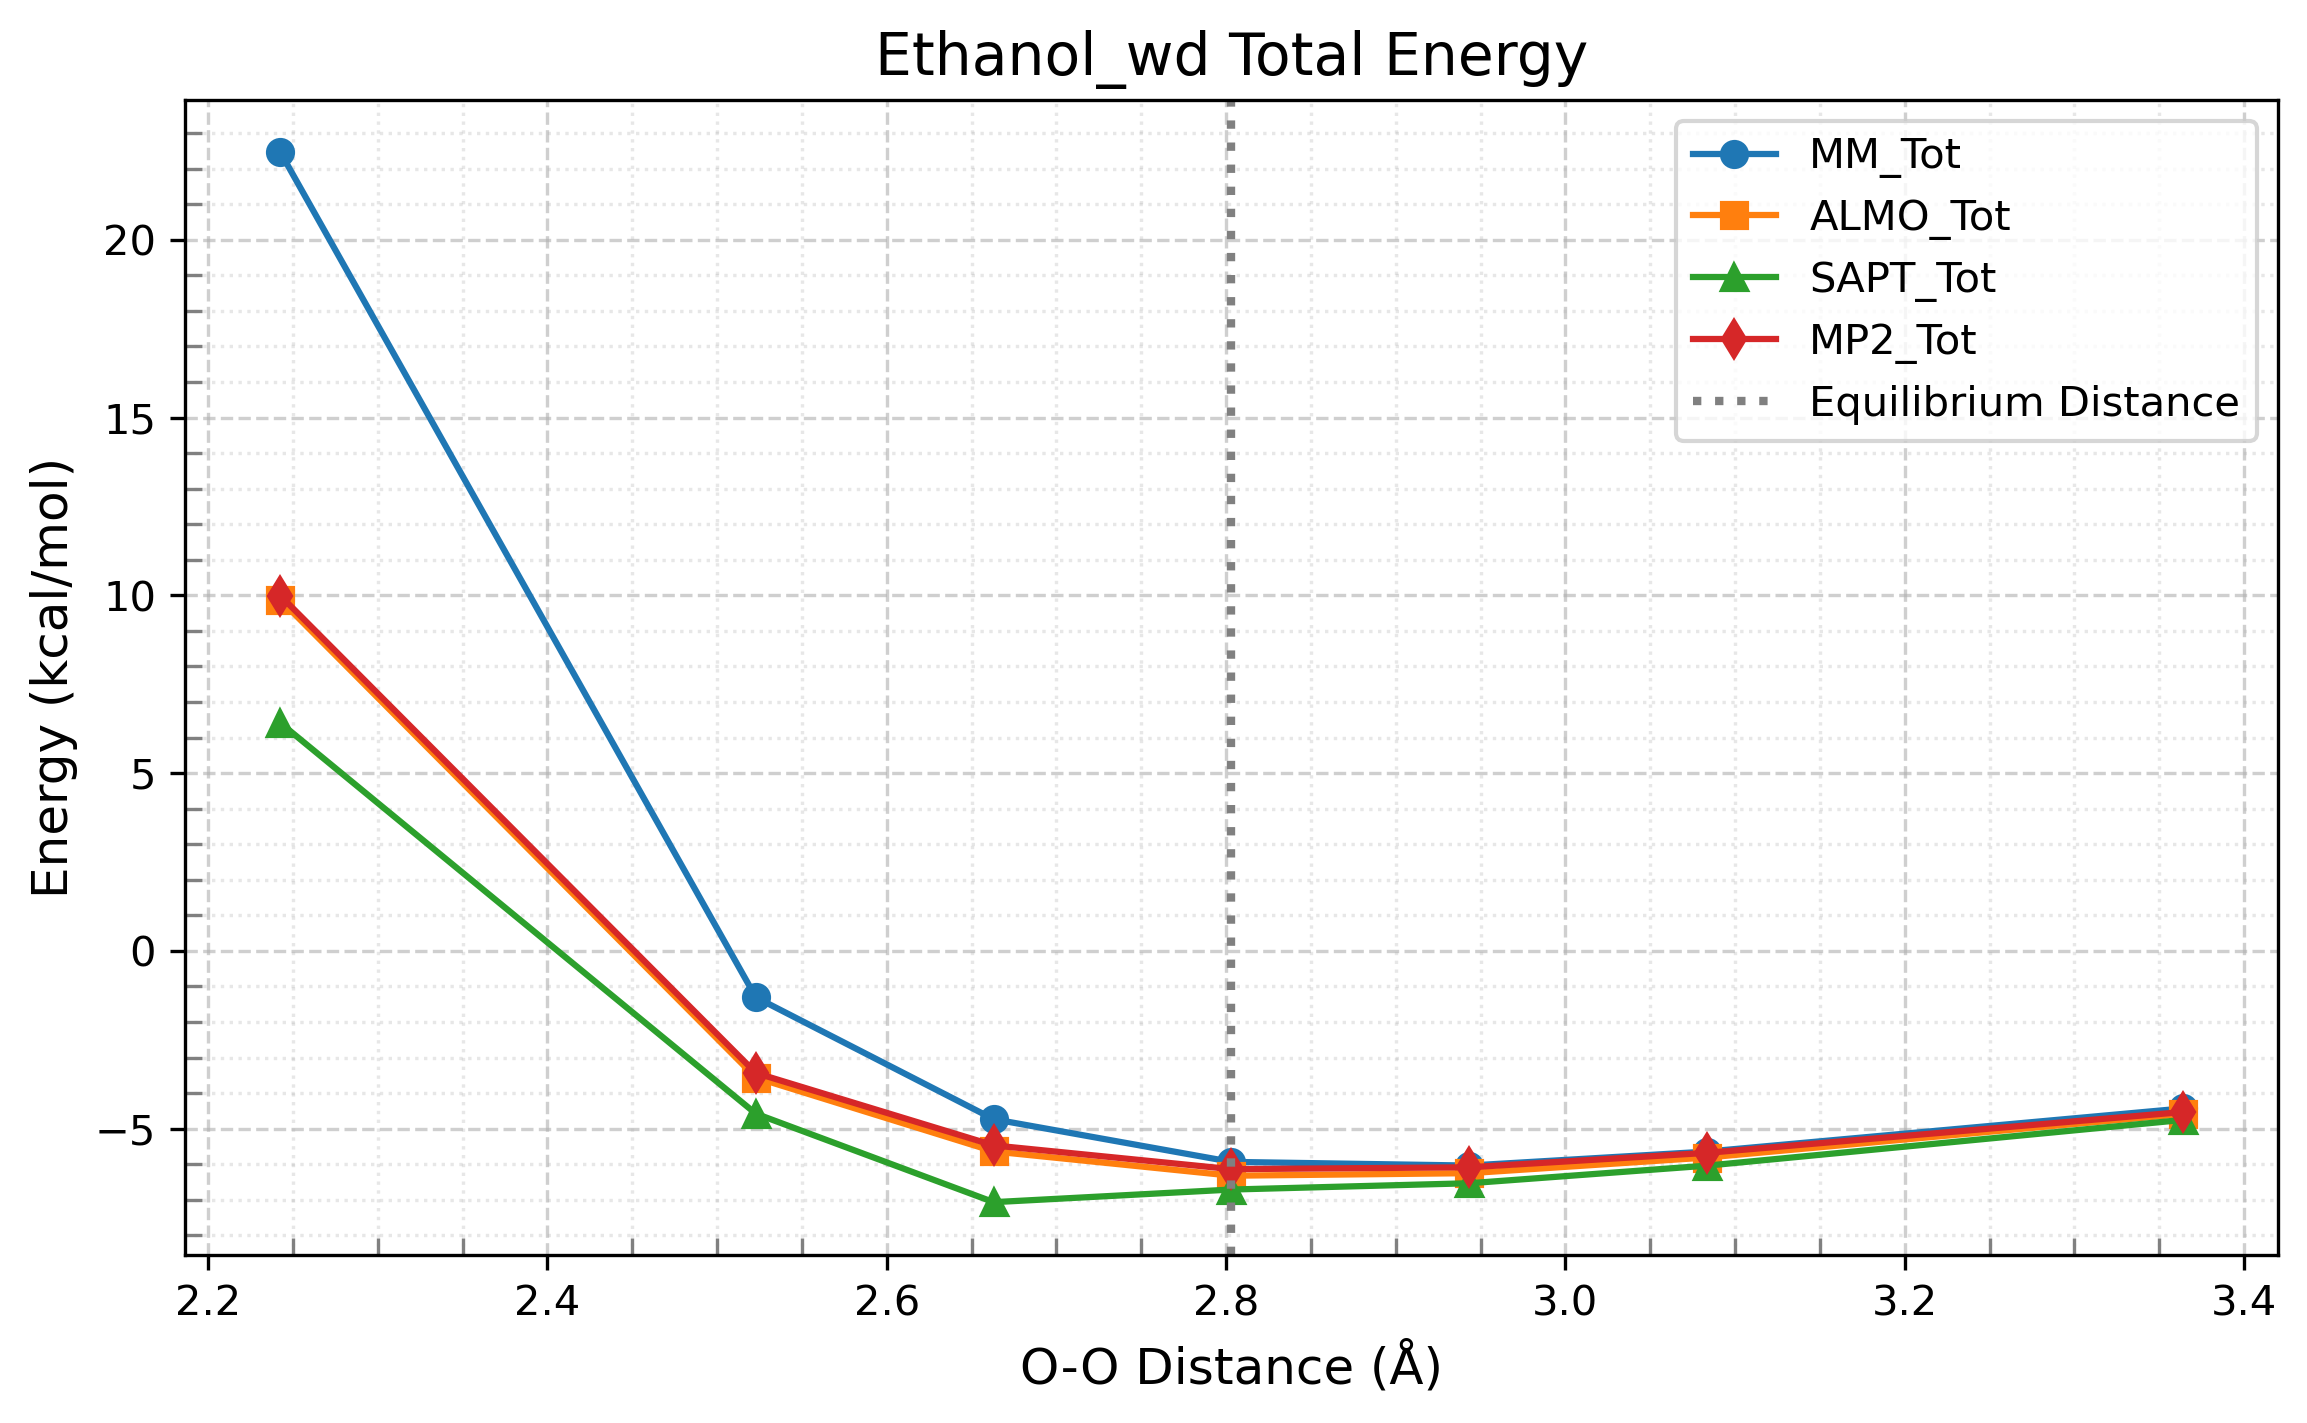 Ethanol_wd Total Energy
MM_Tot
ALMO_Tot
SAPT_Tot
MP2_Tot
Equilibrium Distance
Energy (kcal/mol)
20
15
10
5
0
−5
2.2 2.4 2.6 2.8 3.0 3.2 3.4
O-O Distance (Å)